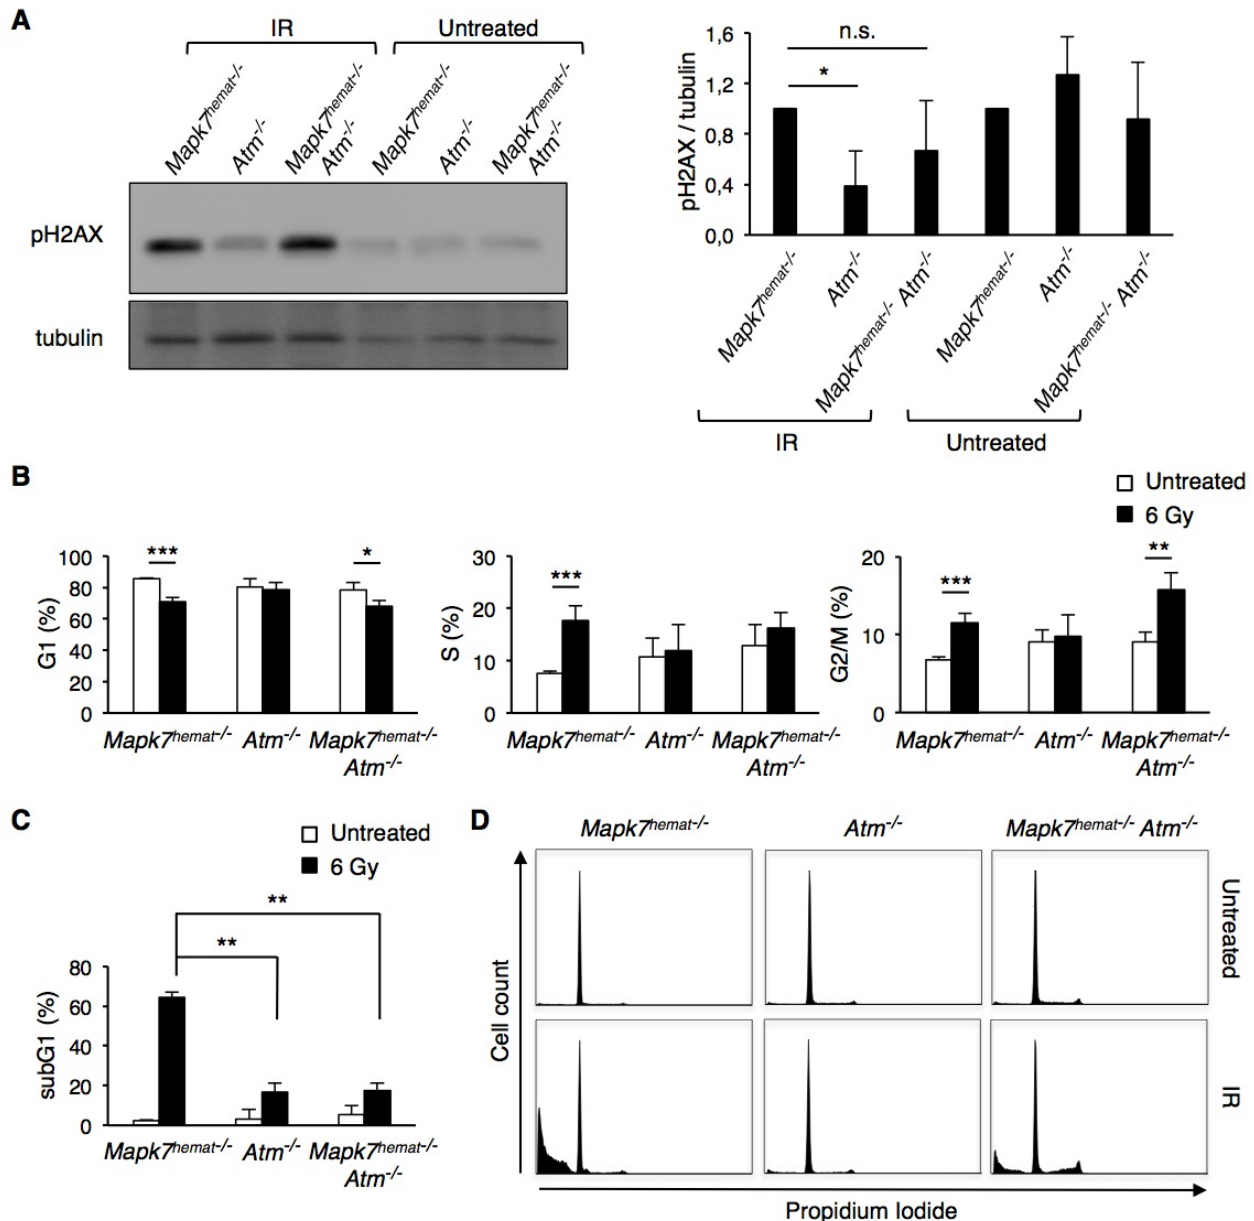 A
IR
Untreated
Mapk7hemat-/-
Atm-/-
Mapk7hemat-/-
Atm-/-
Mapk7hemat-/-
Atm-/-
Mapk7hemat-/-
Atm-/-
pH2AX
tubulin
n.s.
*
pH2AX / tubulin
1,6
1,2
0,8
0,4
0,0
Mapk7hemat-/-
Atm-/-
Mapk7hemat-/- Atm-/-
Mapk7hemat-/-
Atm-/-
Mapk7hemat-/- Atm-/-
IR
Untreated
B
Untreated
6 Gy
G1 (%)
100
80
60
40
20
0
***
*
Mapk7hemat-/- Atm-/- Mapk7hemat-/-
Atm-/-
S (%)
30
20
10
0
***
Mapk7hemat-/- Atm-/- Mapk7hemat-/-
Atm-/-
G2/M (%)
20
10
0
***
**
Mapk7hemat-/- Atm-/- Mapk7hemat-/-
Atm-/-
C
Untreated
6 Gy
**
**
subG1 (%)
80
60
40
20
0
Mapk7hemat-/- Atm-/- Mapk7hemat-/-
Atm-/-
D
Mapk7hemat-/-
Atm-/-
Mapk7hemat-/- Atm-/-
Untreated
IR
Cell count
Propidium Iodide